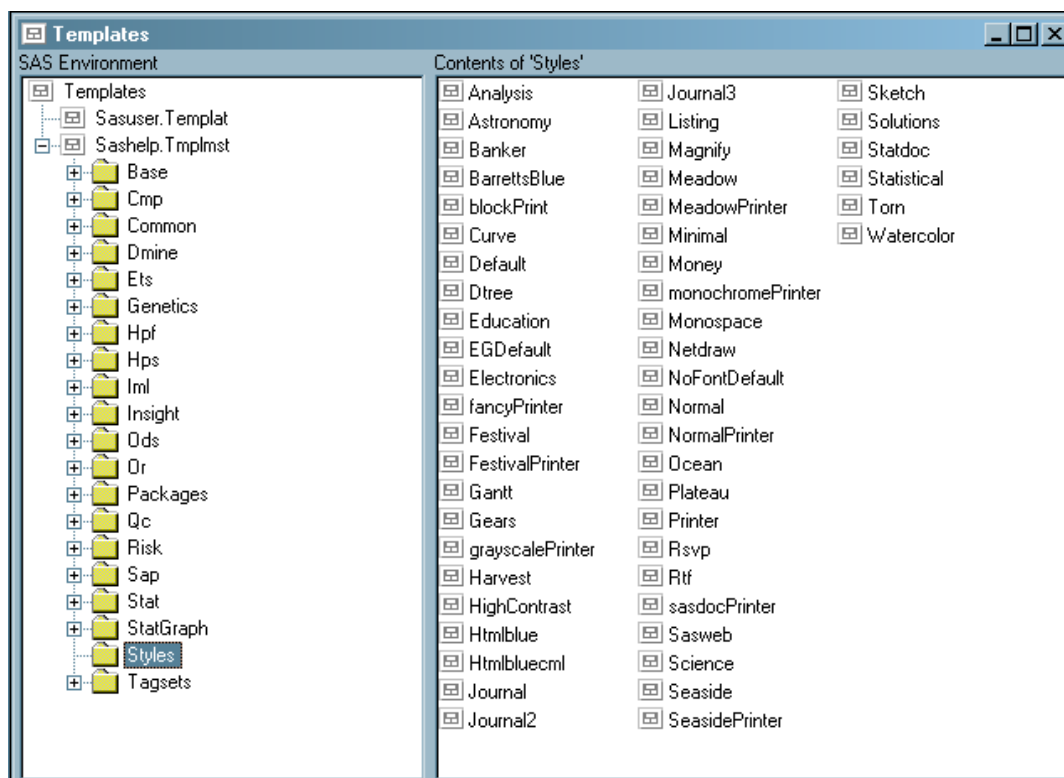 Templates
SAS Environment
Templates
Sasuser.Templat
Sashelp.Tmplmst
Base
Cmp
Common
Dmine
Ets
Genetics
Hpf
Hps
Iml
Insight
Ods
Or
Packages
Qc
Risk
Sap
Stat
StatGraph
Styles
Tagsets
Contents of 'Styles'
Analysis
Astronomy
Banker
BarrettsBlue
blockPrint
Curve
Default
Dtree
Education
EGDefault
Electronics
fancyPrinter
Festival
FestivalPrinter
Gantt
Gears
grayscalePrinter
Harvest
HighContrast
Htmlblue
Htmlbluecml
Journal
Journal2
Journal3
Listing
Magnify
Meadow
MeadowPrinter
Minimal
Money
monochromePrinter
Monospace
Netdraw
NoFontDefault
Normal
NormalPrinter
Ocean
Plateau
Printer
Rsvp
Rtf
sasdocPrinter
Sasweb
Science
Seaside
SeasidePrinter
Sketch
Solutions
Statdoc
Statistical
Torn
Watercolor